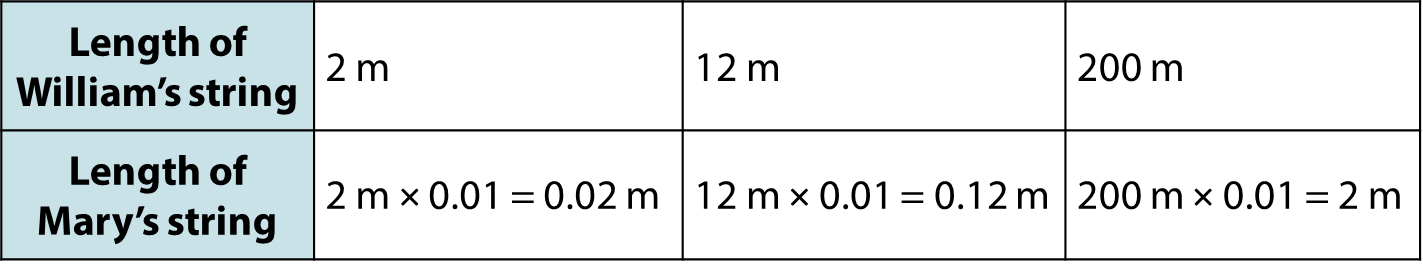 Length of
William’s string
2 m
12 m
200 m
Length of
Mary’s string
2 m × 0.01 = 0.02 m
12 m × 0.01 = 0.12 m
200 m × 0.01 = 2 m